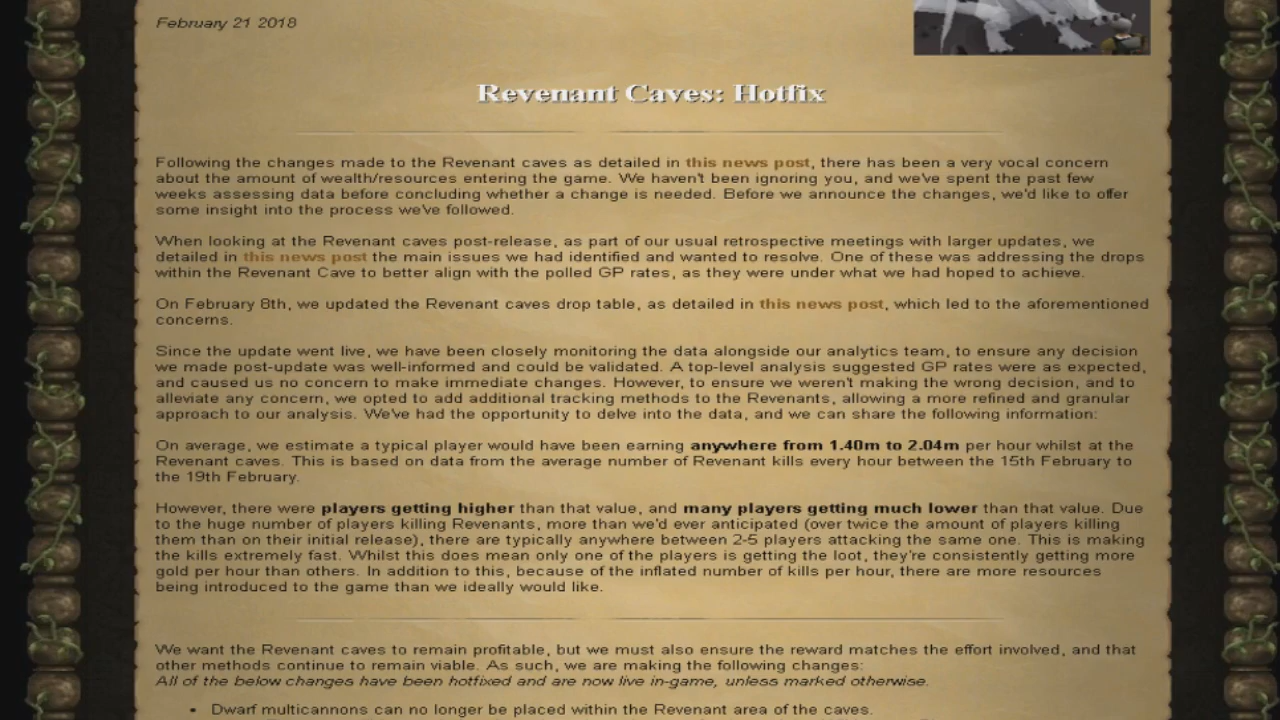 February 21 2018
Revenant Caves: Hotfix
Following the changes made to the Revenant caves as detailed in this news post, there has been a very vocal concern
about the amount of wealth/resources entering the game. We haven't been ignoring you, and we've spent the past few
weeks assessing data before concluding whether a change is needed. Before we announce the changes, we'd like to offer
some insight into the process we've followed.
When looking at the Revenant caves post-release, as part of our usual retrospective meetings with larger updates, we
detailed in this news post the main issues we had identified and wanted to resolve. One of these was addressing the drops
within the Revenant Cave to better align with the polled GP rates, as they were under what we had hoped to achieve.
On February 8th, we updated the Revenant caves drop table, as detailed in this news post, which led to the aforementioned
concerns.
Since the update went live, we have been closely monitoring the data alongside our analytics team, to ensure any decision
we made post-update was well-informed and could be validated. A top-level analysis suggested GP rates were as expected,
and caused us no concern to make immediate changes. However, to ensure we weren't making the wrong decision, and to
alleviate any concern, we opted to add additional tracking methods to the Revenants, allowing a more refined and granular
approach to our analysis. We've had the opportunity to delve into the data, and we can share the following information:
On average, we estimate a typical player would have been earning anywhere from 1.40m to 2.04m per hour whilst at the
Revenant caves. This is based on data from the average number of Revenant kills every hour between the 15th February to
the 19th February.
However, there were players getting higher than that value, and many players getting much lower than that value. Due
to the huge number of players killing Revenants, more than we'd ever anticipated (over twice the amount of players killing
them than on their initial release), there are typically anywhere between 2-5 players attacking the same one. This is making
the kills extremely fast. Whilst this does mean only one of the players is getting the loot, they're consistently getting more
gold per hour than others. In addition to this, because of the inflated number of kills per hour, there are more resources
being introduced to the game than we ideally would like.
We want the Revenant caves to remain profitable, but we must also ensure the reward matches the effort involved, and that
other methods continue to remain viable. As such, we are making the following changes:
All of the below changes have been hotfixed and are now live in-game, unless marked otherwise.
• Dwarf multicannons can no longer be placed within the Revenant area of the caves.